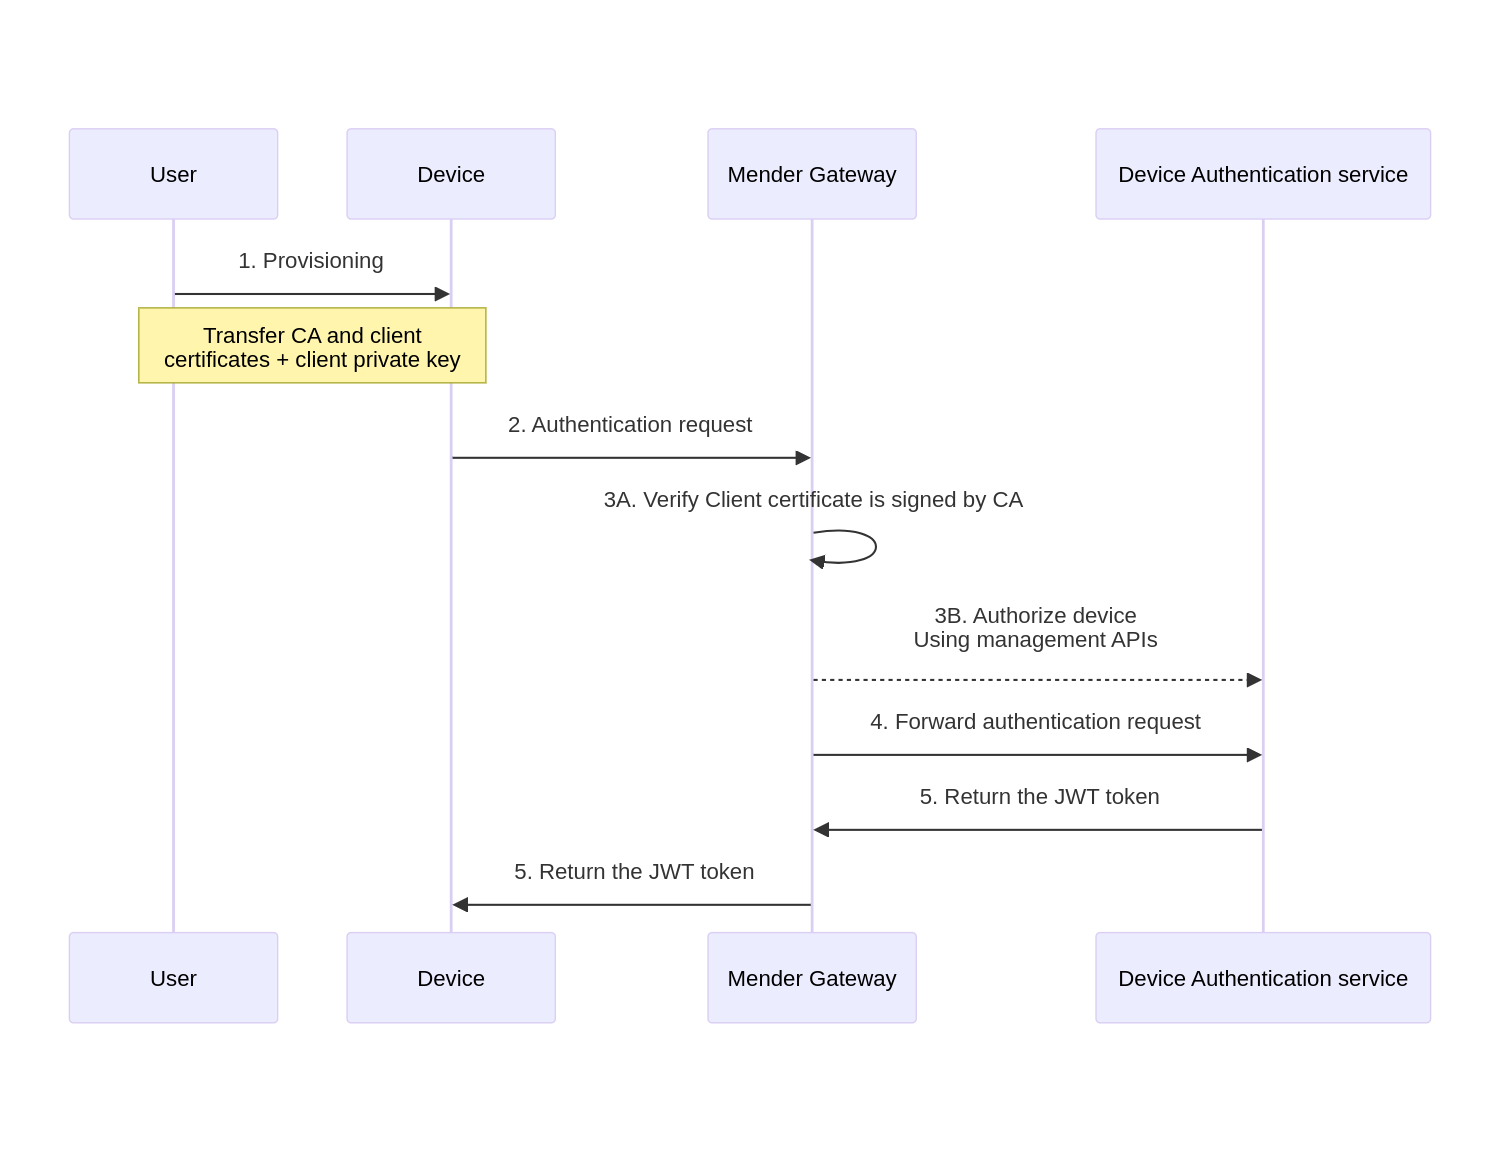 User
Device
Mender Gateway
Device Authentication service
1. Provisioning
Transfer CA and client
certificates + client private key
2. Authentication request
3A. Verify Client certificate is signed by CA
3B. Authorize device
Using management APIs
4. Forward authentication request
5. Return the JWT token
5. Return the JWT token
User
Device
Mender Gateway
Device Authentication service